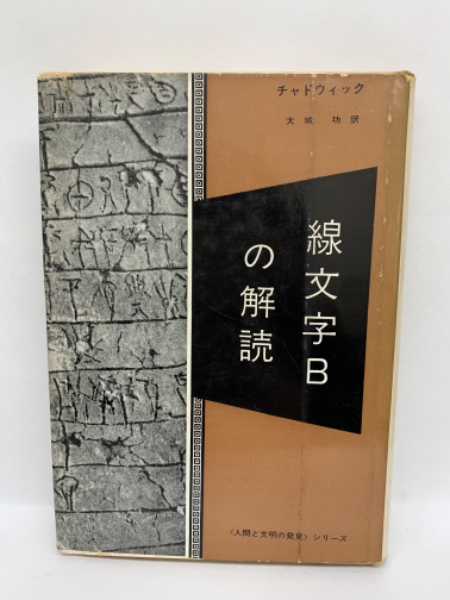 チャドウィック
大城 功 訳
線文字B
の解読
〈人間と文明の発見〉シリーズ